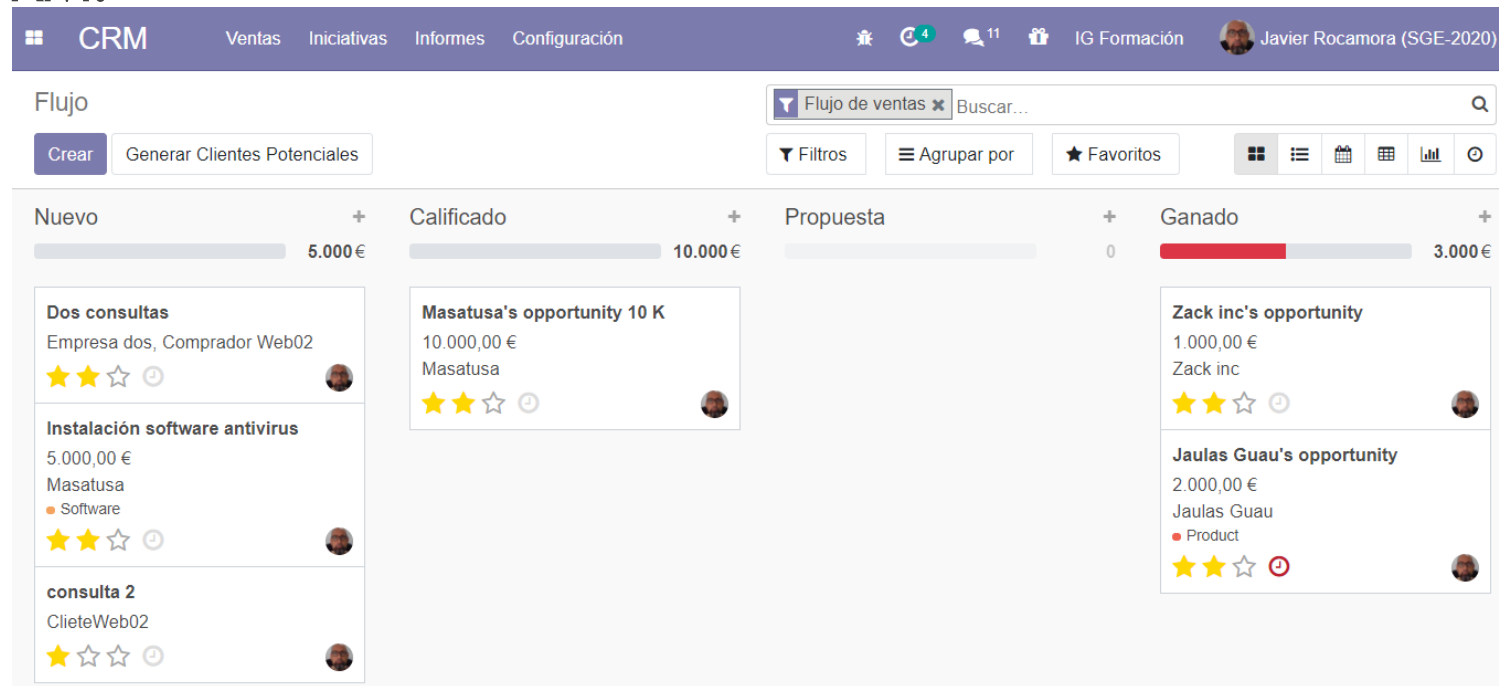 CRM Ventas Iniciativas Informes Configuración 4 11 IG Formación Javier Rocamora (SGE-2020)
Flujo
Flujo de ventas Buscar...
Crear Generar Clientes Potenciales Filtros Agrupar por Favoritos
Nuevo + Calificado + Propuesta + Ganado +
5.000 € 10.000 € 0 3.000 €
Dos consultas
Empresa dos, Comprador Web02
Instalación software antivirus
5.000,00 €
Masatusa
Software
consulta 2
ClieteWeb02
Masatusa's opportunity 10 K
10.000,00 €
Masatusa
Zack inc's opportunity
1.000,00 €
Zack inc
Jaulas Guau's opportunity
2.000,00 €
Jaulas Guau
Product